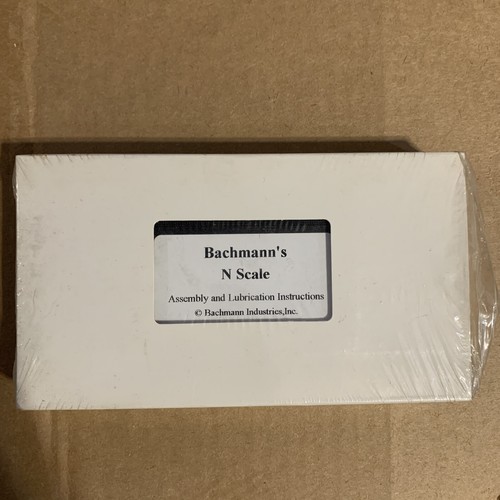 Bachmann's
N Scale
Assembly and Lubrication Instructions
© Bachmann Industries,Inc.